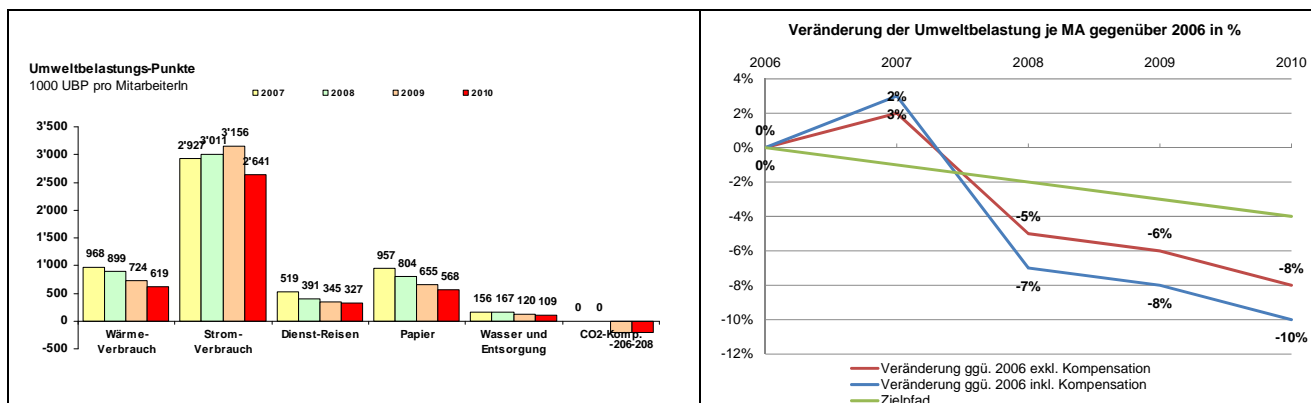 Umweltbelastungs-Punkte
1000 UBP pro MitarbeiterIn
2007 2008 2009 2010
3'500
3'000
2'500
2'000
1'500
1'000
500
0
-500
968 899 724 619
2'927 3'011 3'156 2'641
519 391 345 327
957 804 655 568
156 167 120 109
0 0 -206 -208
Wärme-
Verbrauch
Strom-
Verbrauch
Dienst-Reisen
Papier
Wasser und
Entsorgung
CO2-Komp.
Veränderung der Umweltbelastung je MA gegenüber 2006 in %
2006 2007 2008 2009 2010
4%
2%
0%
-2%
-4%
-6%
-8%
-10%
-12%
0%
0%
2%
3%
-5%
-7%
-6%
-8%
-8%
-10%
Veränderung ggü. 2006 exkl. Kompensation
Veränderung ggü. 2006 inkl. Kompensation
Zielpfad